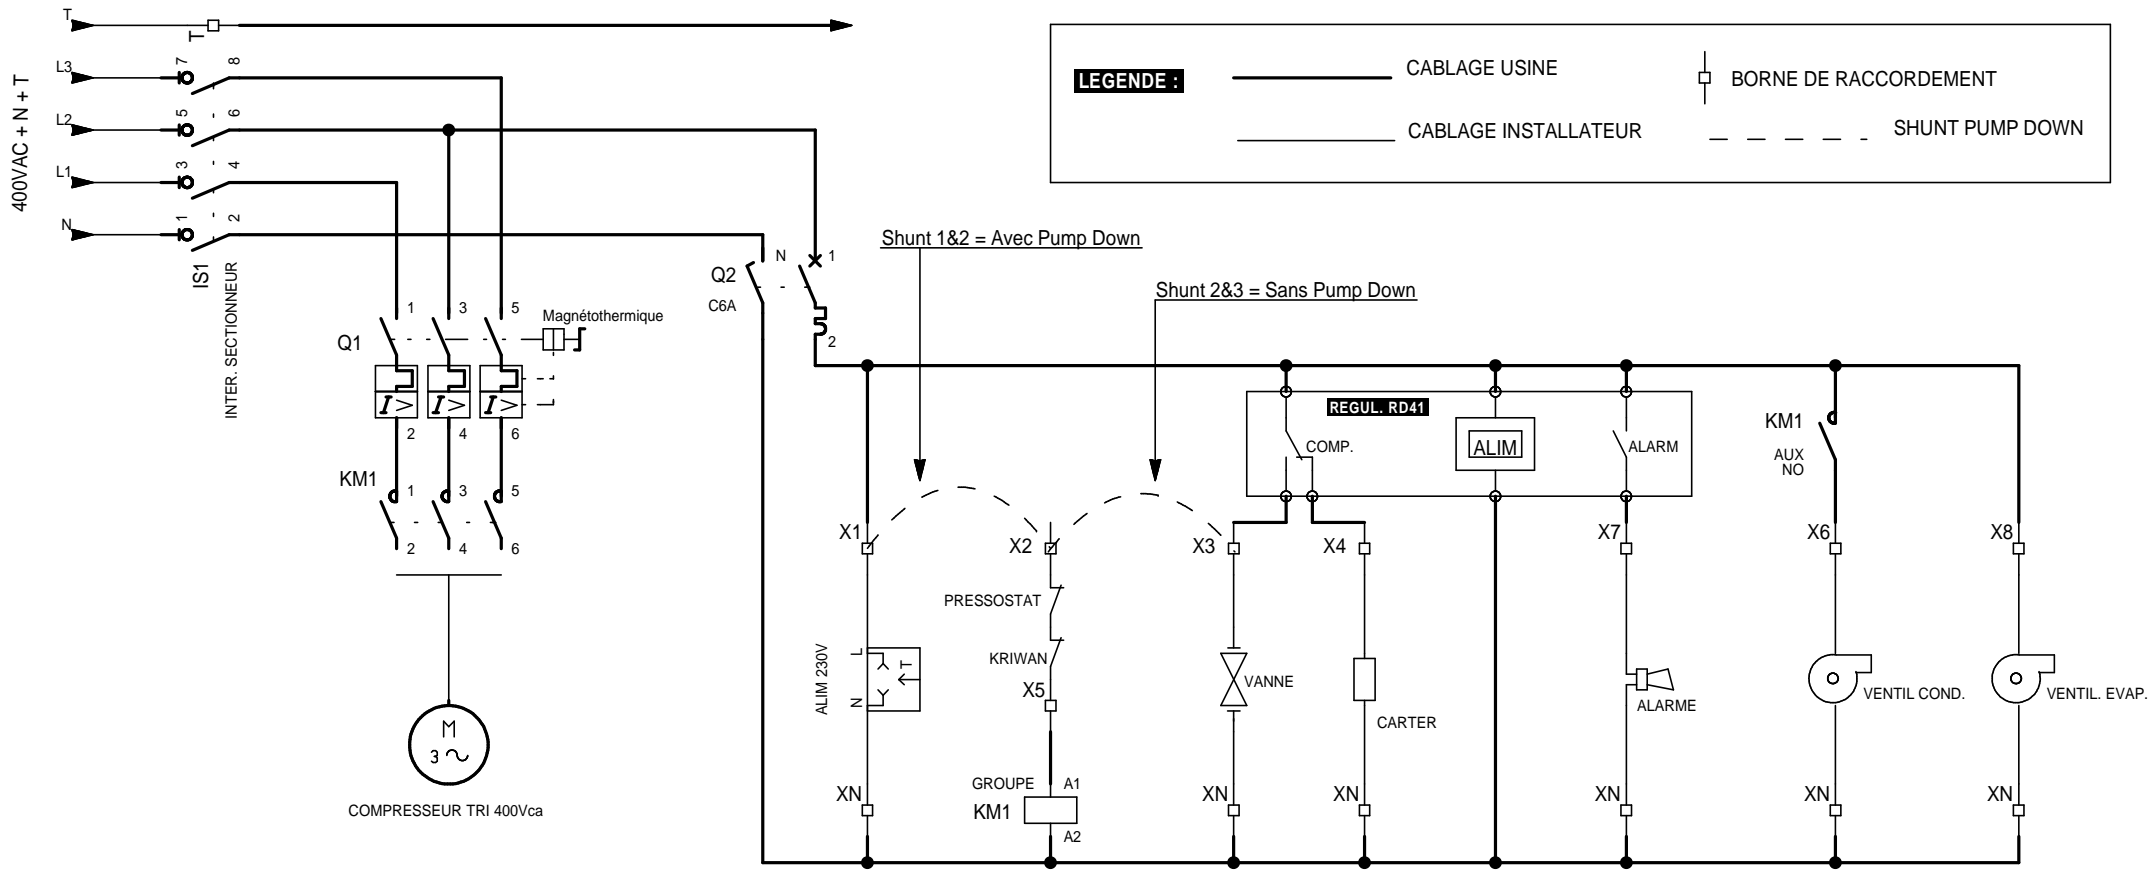 T
T
L3
7
8
L2
5
6
L1
3
4
N
1
2
400VAC + N + T
IS1
INTER. SECTIONNEUR
LEGENDE :
CABLAGE USINE
BORNE DE RACCORDEMENT
CABLAGE INSTALLATEUR
SHUNT PUMP DOWN
Shunt 1&2 = Avec Pump Down
Shunt 2&3 = Sans Pump Down
Q2
C6A
N
1
2
Q1
1
3
5
Magnétothermique
I >
I >
I >
2
4
6
KM1
1
3
5
2
4
6
M
3
COMPRESSEUR TRI 400Vca
REGUL. RD41
COMP.
ALIM
ALARM
KM1
AUX
NO
X1
X2
X3
X4
X7
X6
X8
PRESSOSTAT
KRIWAN
X5
ALIM 230V
L
N
T
VANNE
CARTER
ALARME
VENTIL COND.
VENTIL. EVAP.
GROUPE
A1
KM1
A2
XN
XN
XN
XN
XN
XN